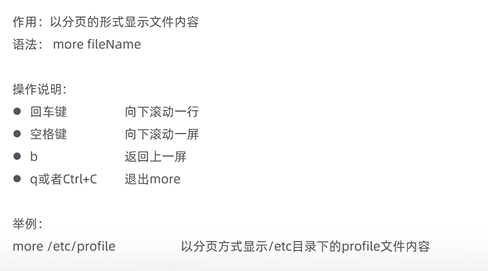 作用：以分页的形式显示文件内容
语法： more fileName
操作说明：
● 回车键 向下滚动一行
● 空格键 向下滚动一屏
● b 返回上一屏
● q或者Ctrl+C 退出more
举例：
more /etc/profile 以分页方式显示/etc目录下的profile文件内容